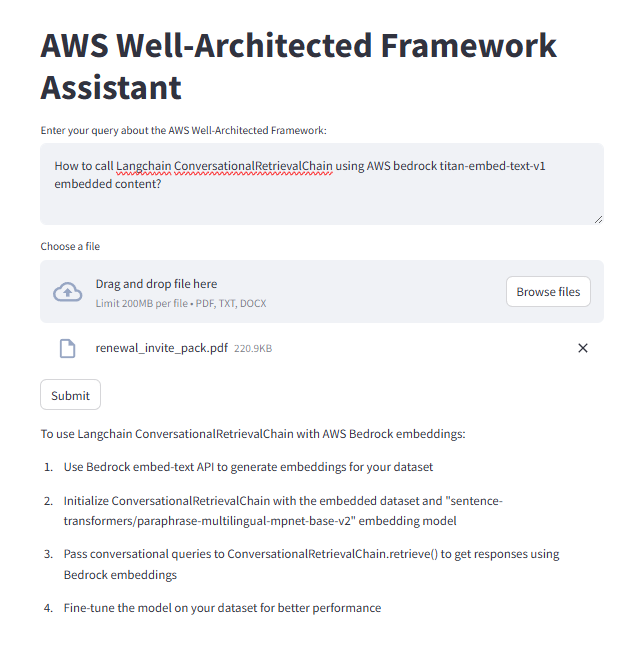 AWS Well-Architected Framework
Assistant
Enter your query about the AWS Well-Architected Framework:
How to call Langchain ConversationalRetrievalChain using AWS bedrock titan-embed-text-v1
embedded content?
Choose a file
Drag and drop file here
Limit 200MB per file • PDF, TXT, DOCX
Browse files
renewal_invite_pack.pdf 220.9KB
Submit
To use Langchain ConversationalRetrievalChain with AWS Bedrock embeddings:
1. Use Bedrock embed-text API to generate embeddings for your dataset
2. Initialize ConversationalRetrievalChain with the embedded dataset and "sentence-
transformers/paraphrase-multilingual-mpnet-base-v2" embedding model
3. Pass conversational queries to ConversationalRetrievalChain.retrieve() to get responses using
Bedrock embeddings
4. Fine-tune the model on your dataset for better performance